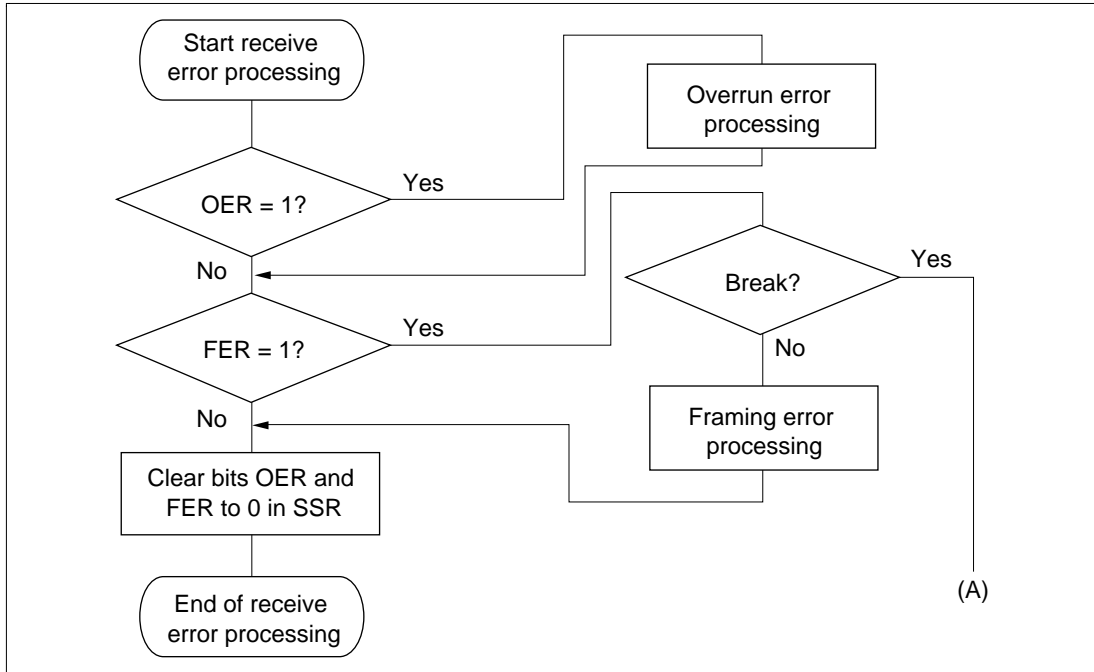 Start receive
error processing
Overrun error
processing
Yes
OER = 1?
No
Yes
Break?
Yes
FER = 1?
No
No
Framing error
processing
Clear bits OER and
FER to 0 in SSR
End of receive
error processing
(A)